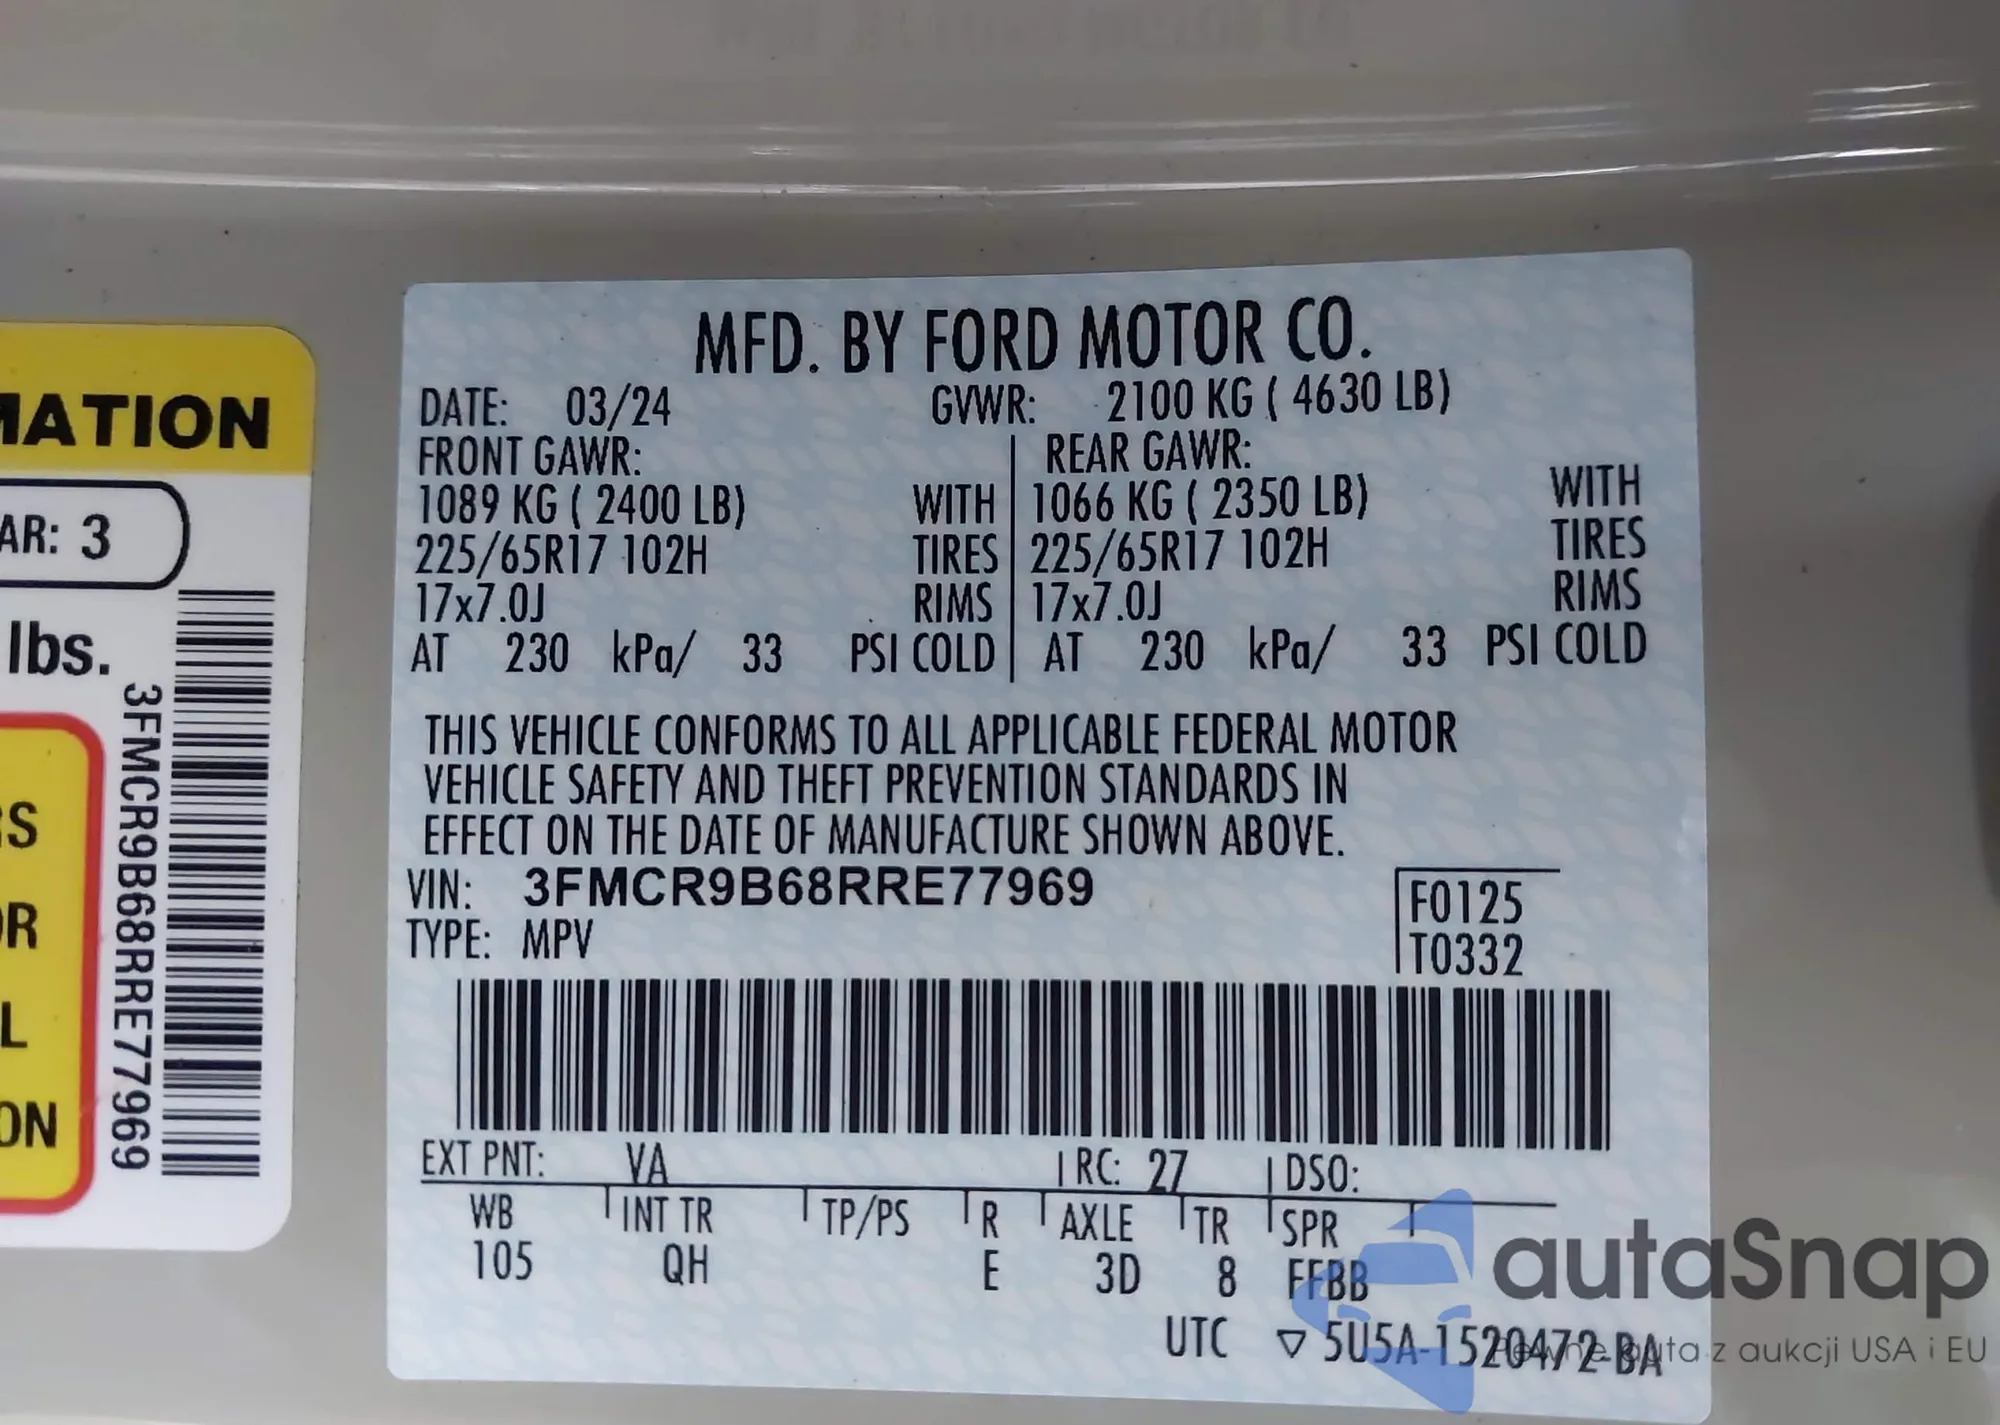 MATION
AR: 3
lbs.
3FMCR9B68RRE77969
RS
OR
L
ON
MFD. BY FORD MOTOR CO.
DATE: 03/24 GVWR: 2100 KG ( 4630 LB)
FRONT GAWR: REAR GAWR:
1089 KG ( 2400 LB) WITH 1066 KG ( 2350 LB) WITH
225/65R17 102H TIRES 225/65R17 102H TIRES
17x7.0J RIMS 17x7.0J RIMS
AT 230 kPa/ 33 PSI COLD AT 230 kPa/ 33 PSI COLD
THIS VEHICLE CONFORMS TO ALL APPLICABLE FEDERAL MOTOR
VEHICLE SAFETY AND THEFT PREVENTION STANDARDS IN
EFFECT ON THE DATE OF MANUFACTURE SHOWN ABOVE.
VIN: 3FMCR9B68RRE77969 F0125
TYPE: MPV T0332
EXT PNT: VA RC: 27 DSO:
WB INT TR TP/PS R AXLE TR SPR
105 QH E 3D 8 FFBB
UTC ▽ 5U5A-1520472-BA
autaSnap
Pewne auta z aukcji USA i EU